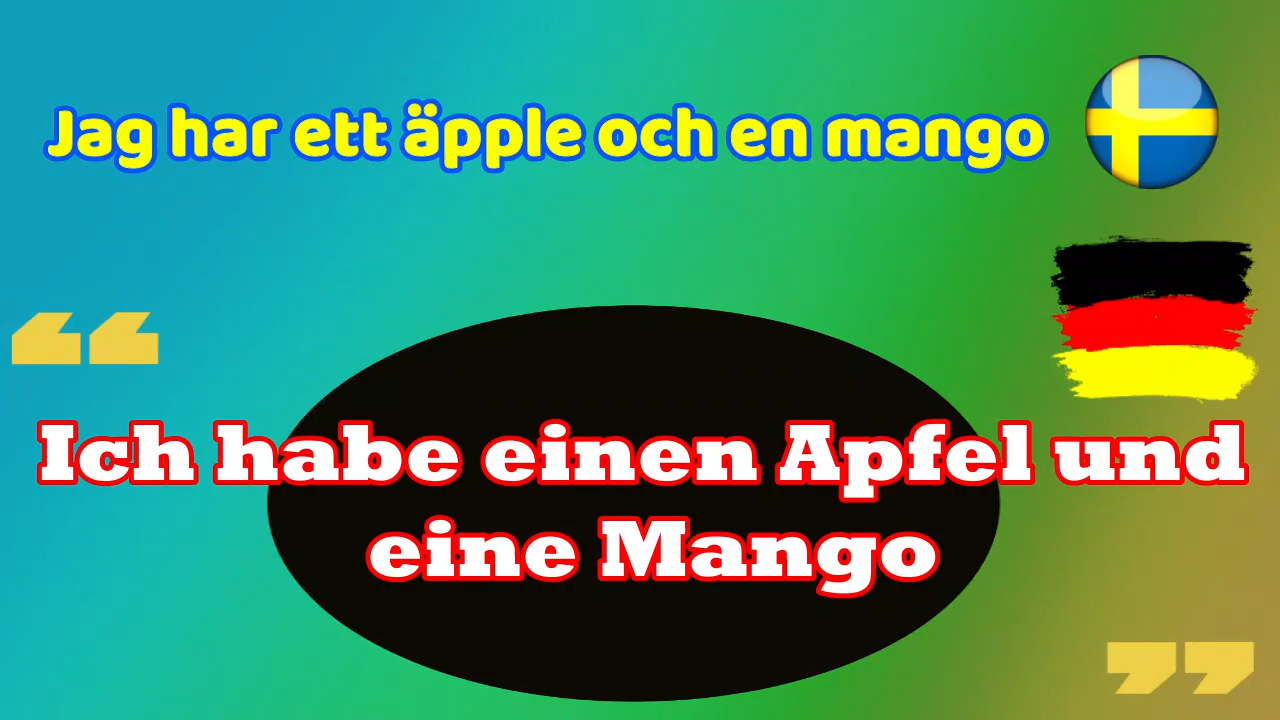 Jag har ett äpple och en mango
Ich habe einen Apfel und
eine Mango